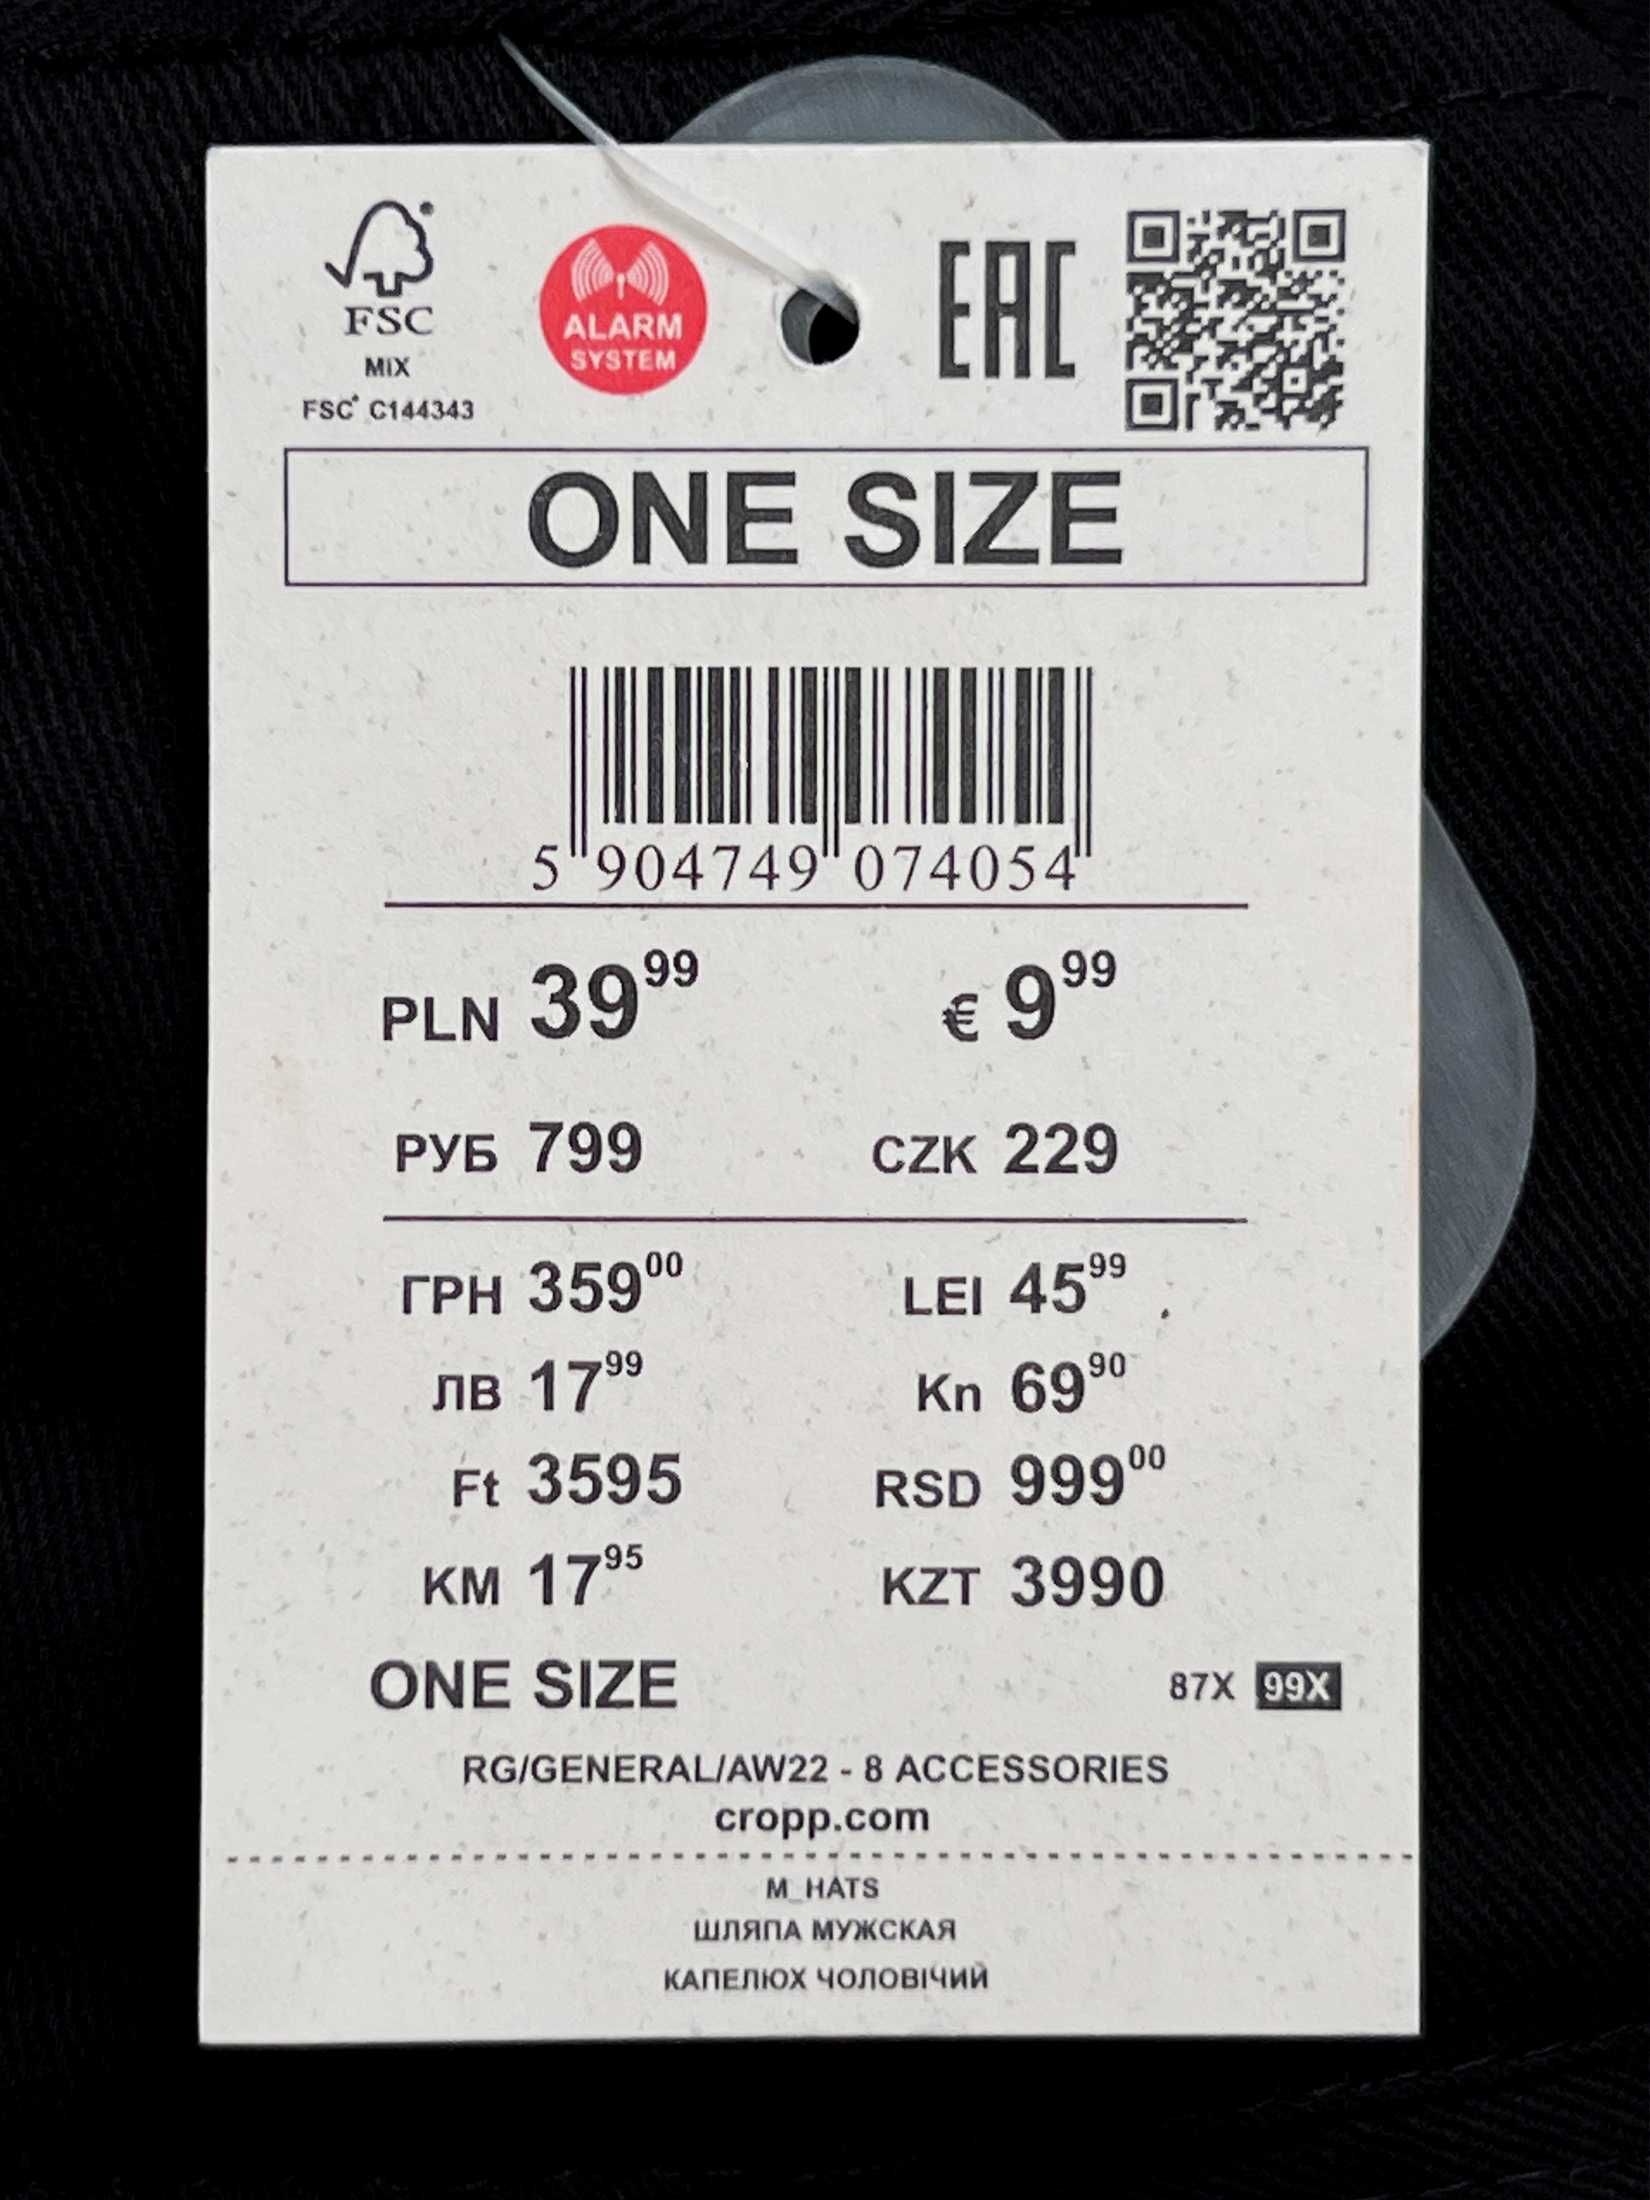 FSC
MIX
FSC® C144343
ALARM
SYSTEM
EAC
ONE SIZE
5 904749 074054
PLN 39⁹⁹ € 9⁹⁹
РУБ 799 CZK 229
ГРН 359⁰⁰ LEI 45⁹⁹
ЛВ 17⁹⁹ Kn 69⁹⁰
Ft 3595 RSD 999⁰⁰
KM 17⁹⁵ KZT 3990
ONE SIZE 87X 99X
RG/GENERAL/AW22 - 8 ACCESSORIES
cropp.com
M_HATS
ШЛЯПА МУЖСКАЯ
КАПЕЛЮХ ЧОЛОВІЧИЙ